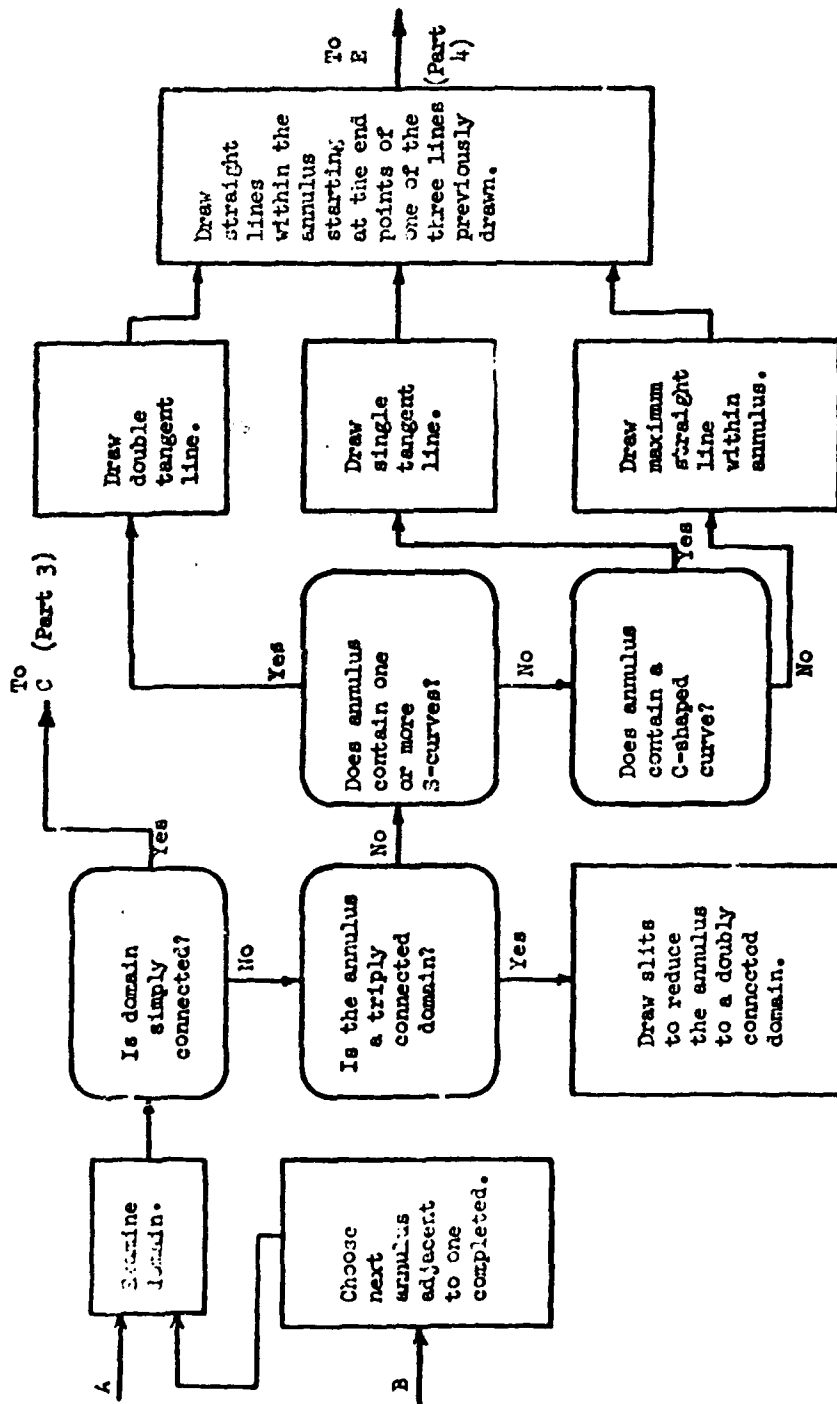 A
Examine
domain.
B
Choose
next
annulus
adjacent
to one
completed.
Is domain
simply
connected?
Yes
To
C (Part 3)
No
Is the annulus
a triply
connected
domain?
No
Yes
Draw slits
to reduce
the annulus
to a doubly
connected
domain.
Does annulus
contain one
or more
S-curves?
Yes
No
Does annulus
contain a
C-shaped
curve?
Yes
No
Draw
double
tangent
line.
Draw
single
tangent
line.
Draw
maximum
straight
line
within
annulus.
Draw
straight
lines
within the
annulus
starting
at the end
points of
one of the
three lines
previously
drawn.
To
E
(Part
4)